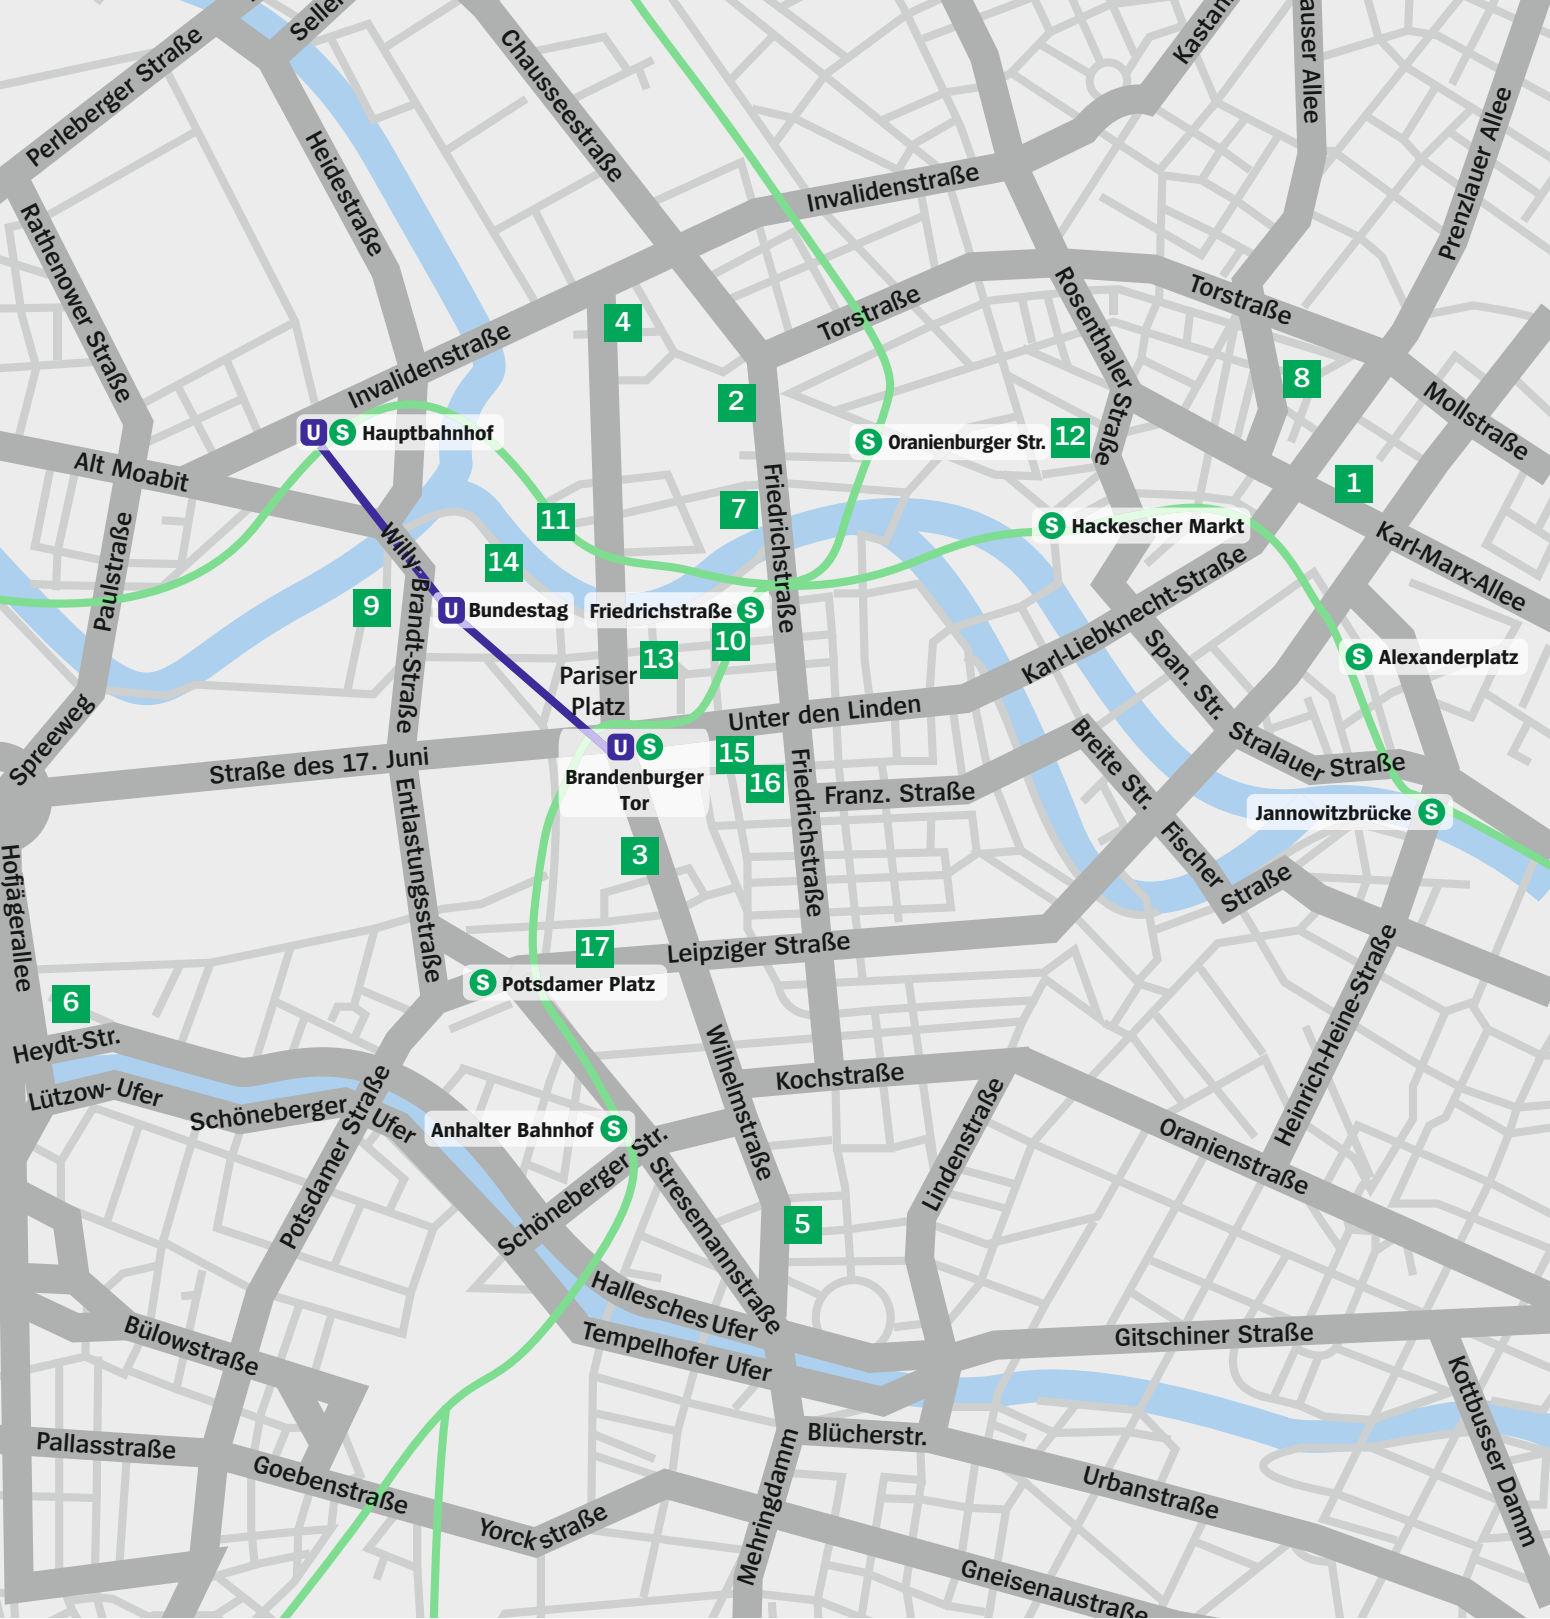 Seller
Kastan
auser Allee
Perleberger Straße
Chausseestraße
Prenzlauer Allee
Heidestraße
Invalidenstraße
Rathenower Straße
Torstraße
Torstraße
Rosenthaler Straße
4
Invalidenstraße
8
2
Mollstraße
U S Hauptbahnhof
S Oranienburger Str.
12
Alt Moabit
1
7
11
Friedrichstraße
S Hackescher Markt
Karl-Marx-Allee
Paulstraße
Willy-Brandt-Straße
14
9
U Bundestag
Friedrichstraße S
Karl-Liebknecht-Straße
10
13
Pariser
Platz
Span. Str.
S Alexanderplatz
Unter den Linden
Spreeweg
Straße des 17. Juni
U S
Brandenburger
Tor
15
16
Breite Str.
Stralauer Straße
Franz. Straße
Friedrichstraße
Jannowitzbrücke S
Entlastungsstraße
3
Fischer
Straße
Hofjägerallee
17
Leipziger Straße
S Potsdamer Platz
6
Heydt-Str.
Heinrich-Heine-Straße
Wilhelmstraße
Kochstraße
Lützow-Ufer
Schöneberger
Ufer
Potsdamer Straße
Anhalter Bahnhof S
Schöneberger Str.
Lindenstraße
Oranienstraße
Stresemannstraße
5
Hallesches Ufer
Tempelhofer Ufer
Bülowstraße
Gitschiner Straße
Kottbusser Damm
Pallasstraße
Blücherstr.
Goebenstraße
Yorckstraße
Mehringdamm
Urbanstraße
Gneisenaustraße